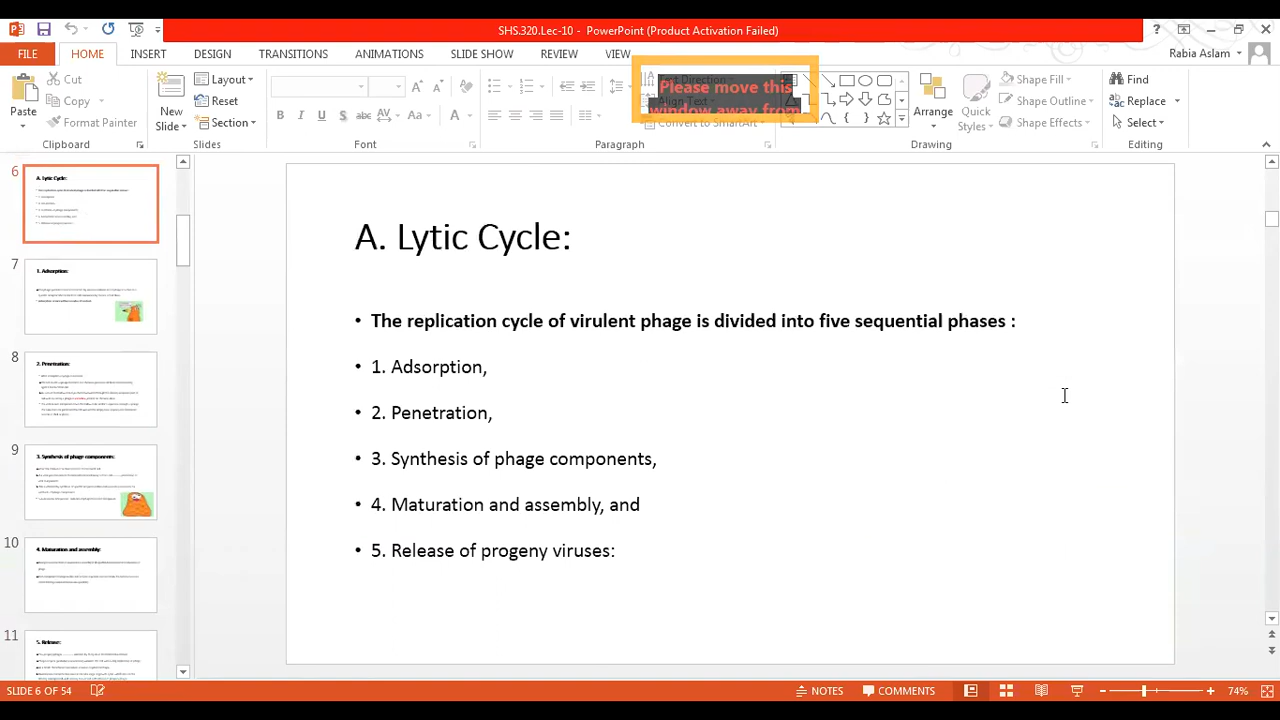 SHS.320.Lec-10 - PowerPoint (Product Activation Failed)
FILE HOME INSERT DESIGN TRANSITIONS ANIMATIONS SLIDE SHOW REVIEW VIEW
Rabia Aslam
Paste
Cut
Copy
Format Painter
Clipboard
New
Slide
Layout
Reset
Section
Slides
Font
Text Direction
Align Text
Convert to SmartArt
Paragraph
Please move this
window away from
Arrange
Quick
Styles
Shape Fill
Shape Outline
Shape Effects
Drawing
Find
Replace
Select
Editing
6
A. Lytic Cycle:
7
1. Adsorption:
8
2. Penetration:
9
3. Synthesis of phage components:
10
4. Maturation and assembly:
11
5. Release:
A. Lytic Cycle:
• The replication cycle of virulent phage is divided into five sequential phases :
• 1. Adsorption,
• 2. Penetration,
• 3. Synthesis of phage components,
• 4. Maturation and assembly, and
• 5. Release of progeny viruses:
SLIDE 6 OF 54
NOTES
COMMENTS
74%